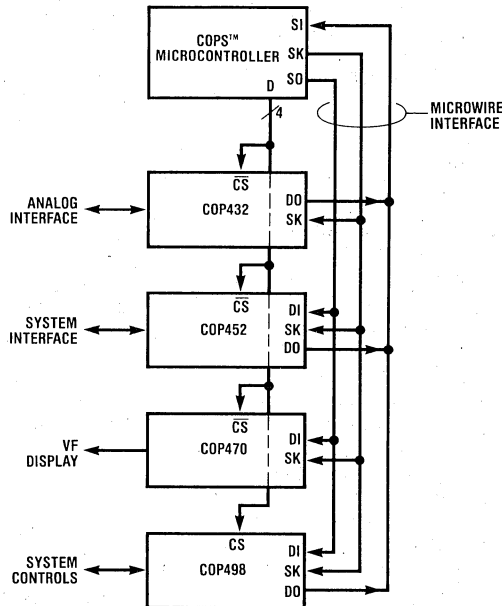 COPS™
MICROCONTROLLER
SI
SK
SO
D
4
MICROWIRE
INTERFACE
CS
ANALOG
INTERFACE
COP432
DO
SK
CS
SYSTEM
INTERFACE
COP452
DI
SK
DO
CS
VF
DISPLAY
COP470
DI
SK
CS
SYSTEM
CONTROLS
COP498
DI
SK
DO